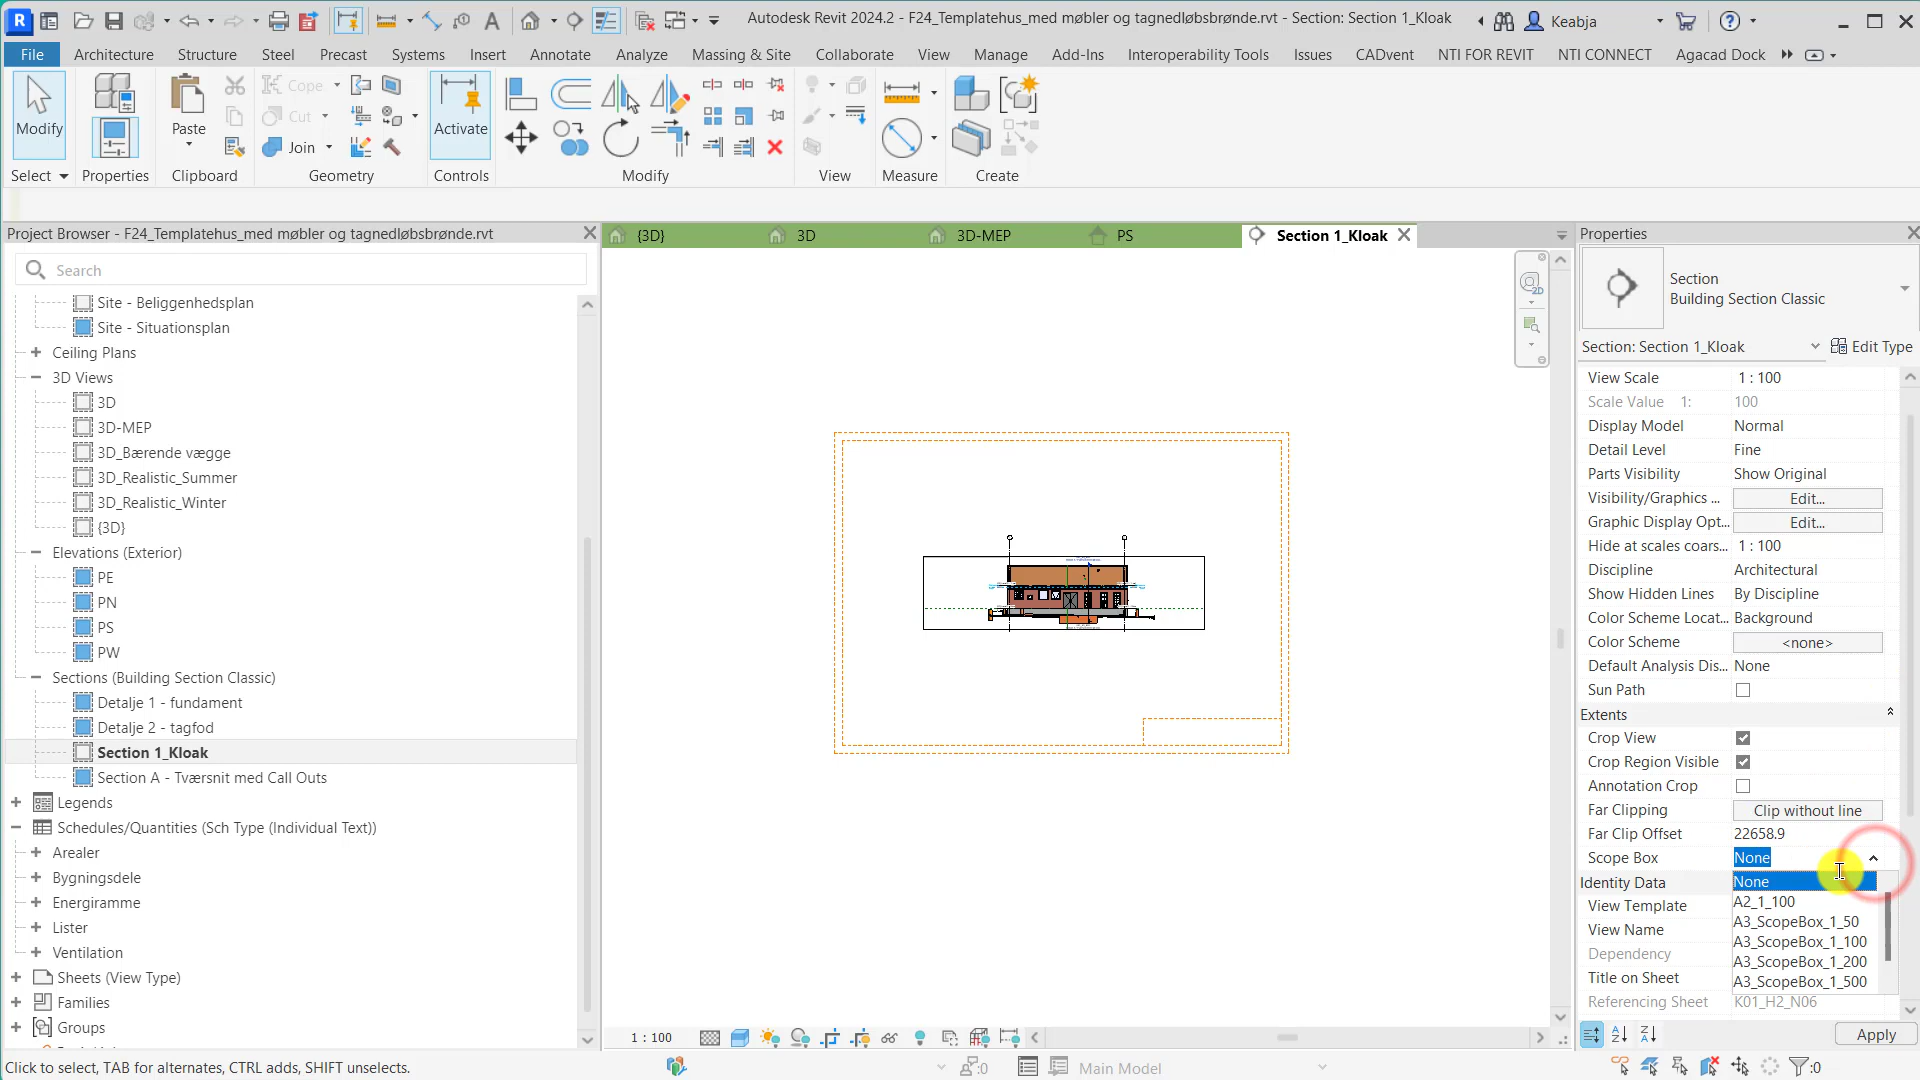 Autodesk Revit 2024.2 - F24_Templatehus_med møbler og tagnedløbsbrønde.rvt - Section: Section 1_Kloak
Keabja
File Architecture Structure Steel Precast Systems Insert Annotate Analyze Massing & Site Collaborate View Manage Add-Ins Interoperability Tools Issues CADvent NTI FOR REVIT NTI CONNECT Agacad Dock
Modify
Paste
Cope
Cut
Join
Activate
Select Properties Clipboard Geometry Controls Modify View Measure Create
Project Browser - F24_Templatehus_med møbler og tagnedløbsbrønde.rvt
Search
Site - Beliggenhedsplan
Site - Situationsplan
Ceiling Plans
3D Views
3D
3D-MEP
3D_Bærende vægge
3D_Realistic_Summer
3D_Realistic_Winter
{3D}
Elevations (Exterior)
PE
PN
PS
PW
Sections (Building Section Classic)
Detalje 1 - fundament
Detalje 2 - tagfod
Section 1_Kloak
Section A - Tværsnit med Call Outs
Legends
Schedules/Quantities (Sch Type (Individual Text))
Arealer
Bygningsdele
Energiramme
Lister
Ventilation
Sheets (View Type)
Families
Groups
{3D} 3D 3D-MEP PS Section 1_Kloak
2D
1 : 100
Properties
Section
Building Section Classic
Section: Section 1_Kloak Edit Type
View Scale 1 : 100
Scale Value 1: 100
Display Model Normal
Detail Level Fine
Parts Visibility Show Original
Visibility/Graphics ... Edit...
Graphic Display Opt... Edit...
Hide at scales coars... 1 : 100
Discipline Architectural
Show Hidden Lines By Discipline
Color Scheme Locat... Background
Color Scheme <none>
Default Analysis Dis... None
Sun Path
Extents
Crop View
Crop Region Visible
Annotation Crop
Far Clipping Clip without line
Far Clip Offset 22658.9
Scope Box None
Identity Data None
View Template A2_1_100
View Name A3_ScopeBox_1_50
A3_ScopeBox_1_100
Dependency A3_ScopeBox_1_200
Title on Sheet A3_ScopeBox_1_500
Referencing Sheet K01_H2_N06
Apply
Click to select, TAB for alternates, CTRL adds, SHIFT unselects.
:0
Main Model
:0